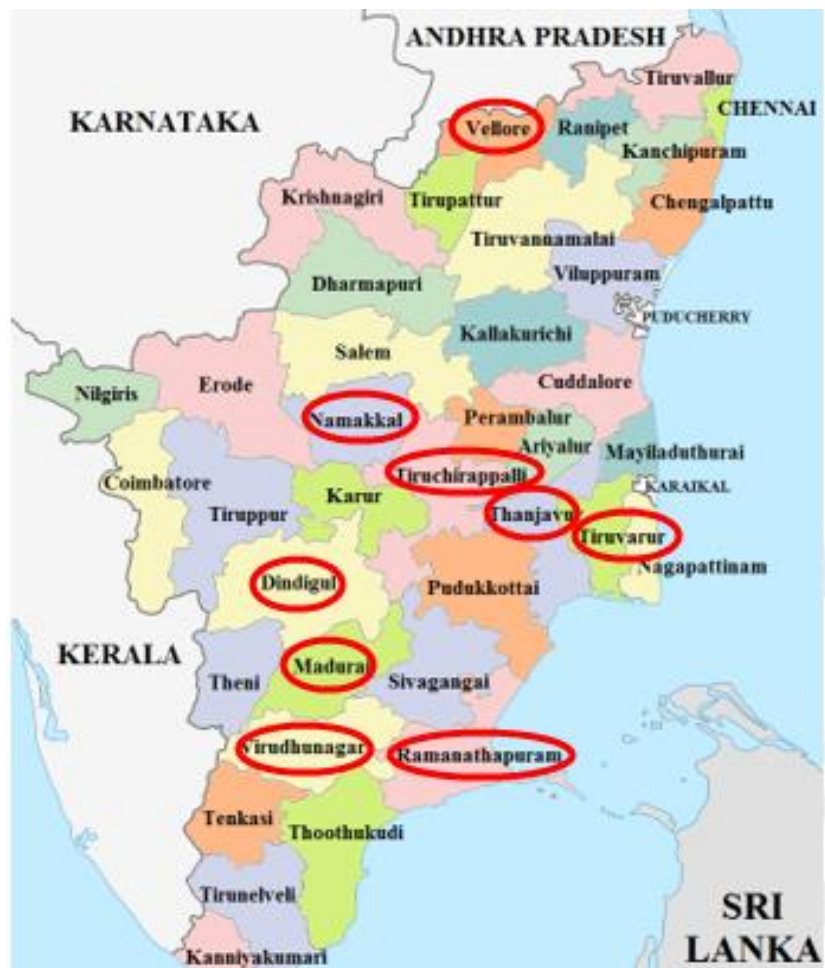 ANDHRA PRADESH
Tiruvallur
CHENNAI
KARNATAKA
Vellore
Ranipet
Kanchipuram
Krishnagiri
Tirupattur
Chengalpattu
Tiruvannamalai
Viluppuram
Dharmapuri
PUDUCHERRY
Kallakurichi
Salem
Erode
Cuddalore
Nilgiris
Namakkal
Perambalur
Ariyalur
Mayiladuthurai
Tiruchirappalli
Coimbatore
KARAIKAL
Karur
Tiruppur
Thanjavu
Tiruvarur
Nagapattinam
Dindigul
Pudukkottai
KERALA
Madurai
Theni
Sivagangai
Virudhunagar
Ramanathapuram
Tenkasi
Thoothukudi
Tirunelveli
SRI
LANKA
Kanniyakumari